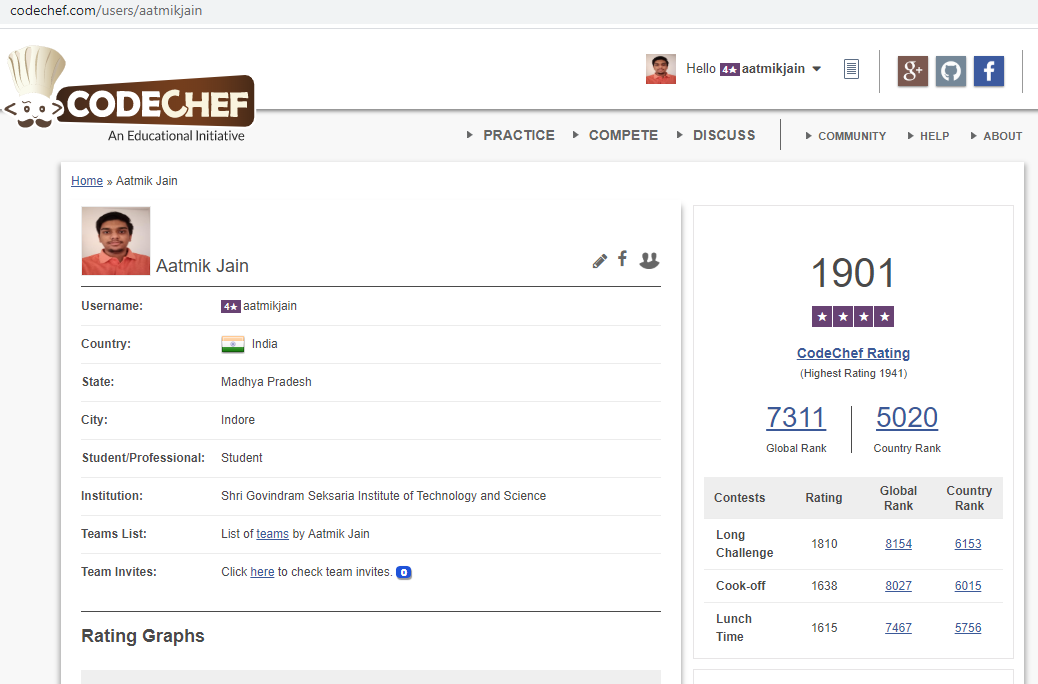 codechef.com/users/aatmikjain
Hello 4★ aatmikjain
g+
f
CODECHEF
An Educational Initiative
PRACTICE COMPETE DISCUSS COMMUNITY HELP ABOUT
Home » Aatmik Jain
Aatmik Jain
f
Username: 4★ aatmikjain
Country: India
State: Madhya Pradesh
City: Indore
Student/Professional: Student
Institution: Shri Govindram Seksaria Institute of Technology and Science
Teams List: List of teams by Aatmik Jain
Team Invites: Click here to check team invites. 0
Rating Graphs
1901
★ ★ ★ ★
CodeChef Rating
(Highest Rating 1941)
7311 5020
Global Rank Country Rank
Contests Rating Global Rank Country Rank
Long Challenge 1810 8154 6153
Cook-off 1638 8027 6015
Lunch Time 1615 7467 5756